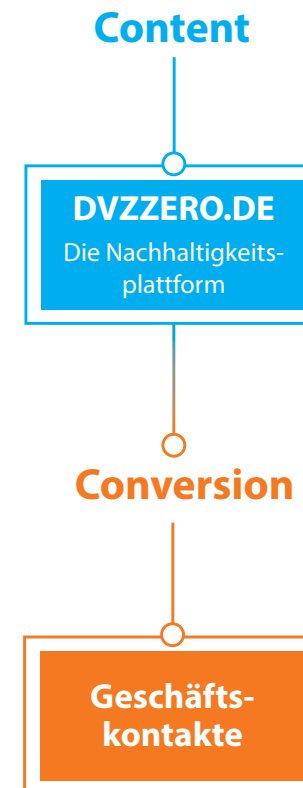 Content
DVZZERO.DE
Die Nachhaltigkeits-
plattform
Conversion
Geschäfts-
kontakte